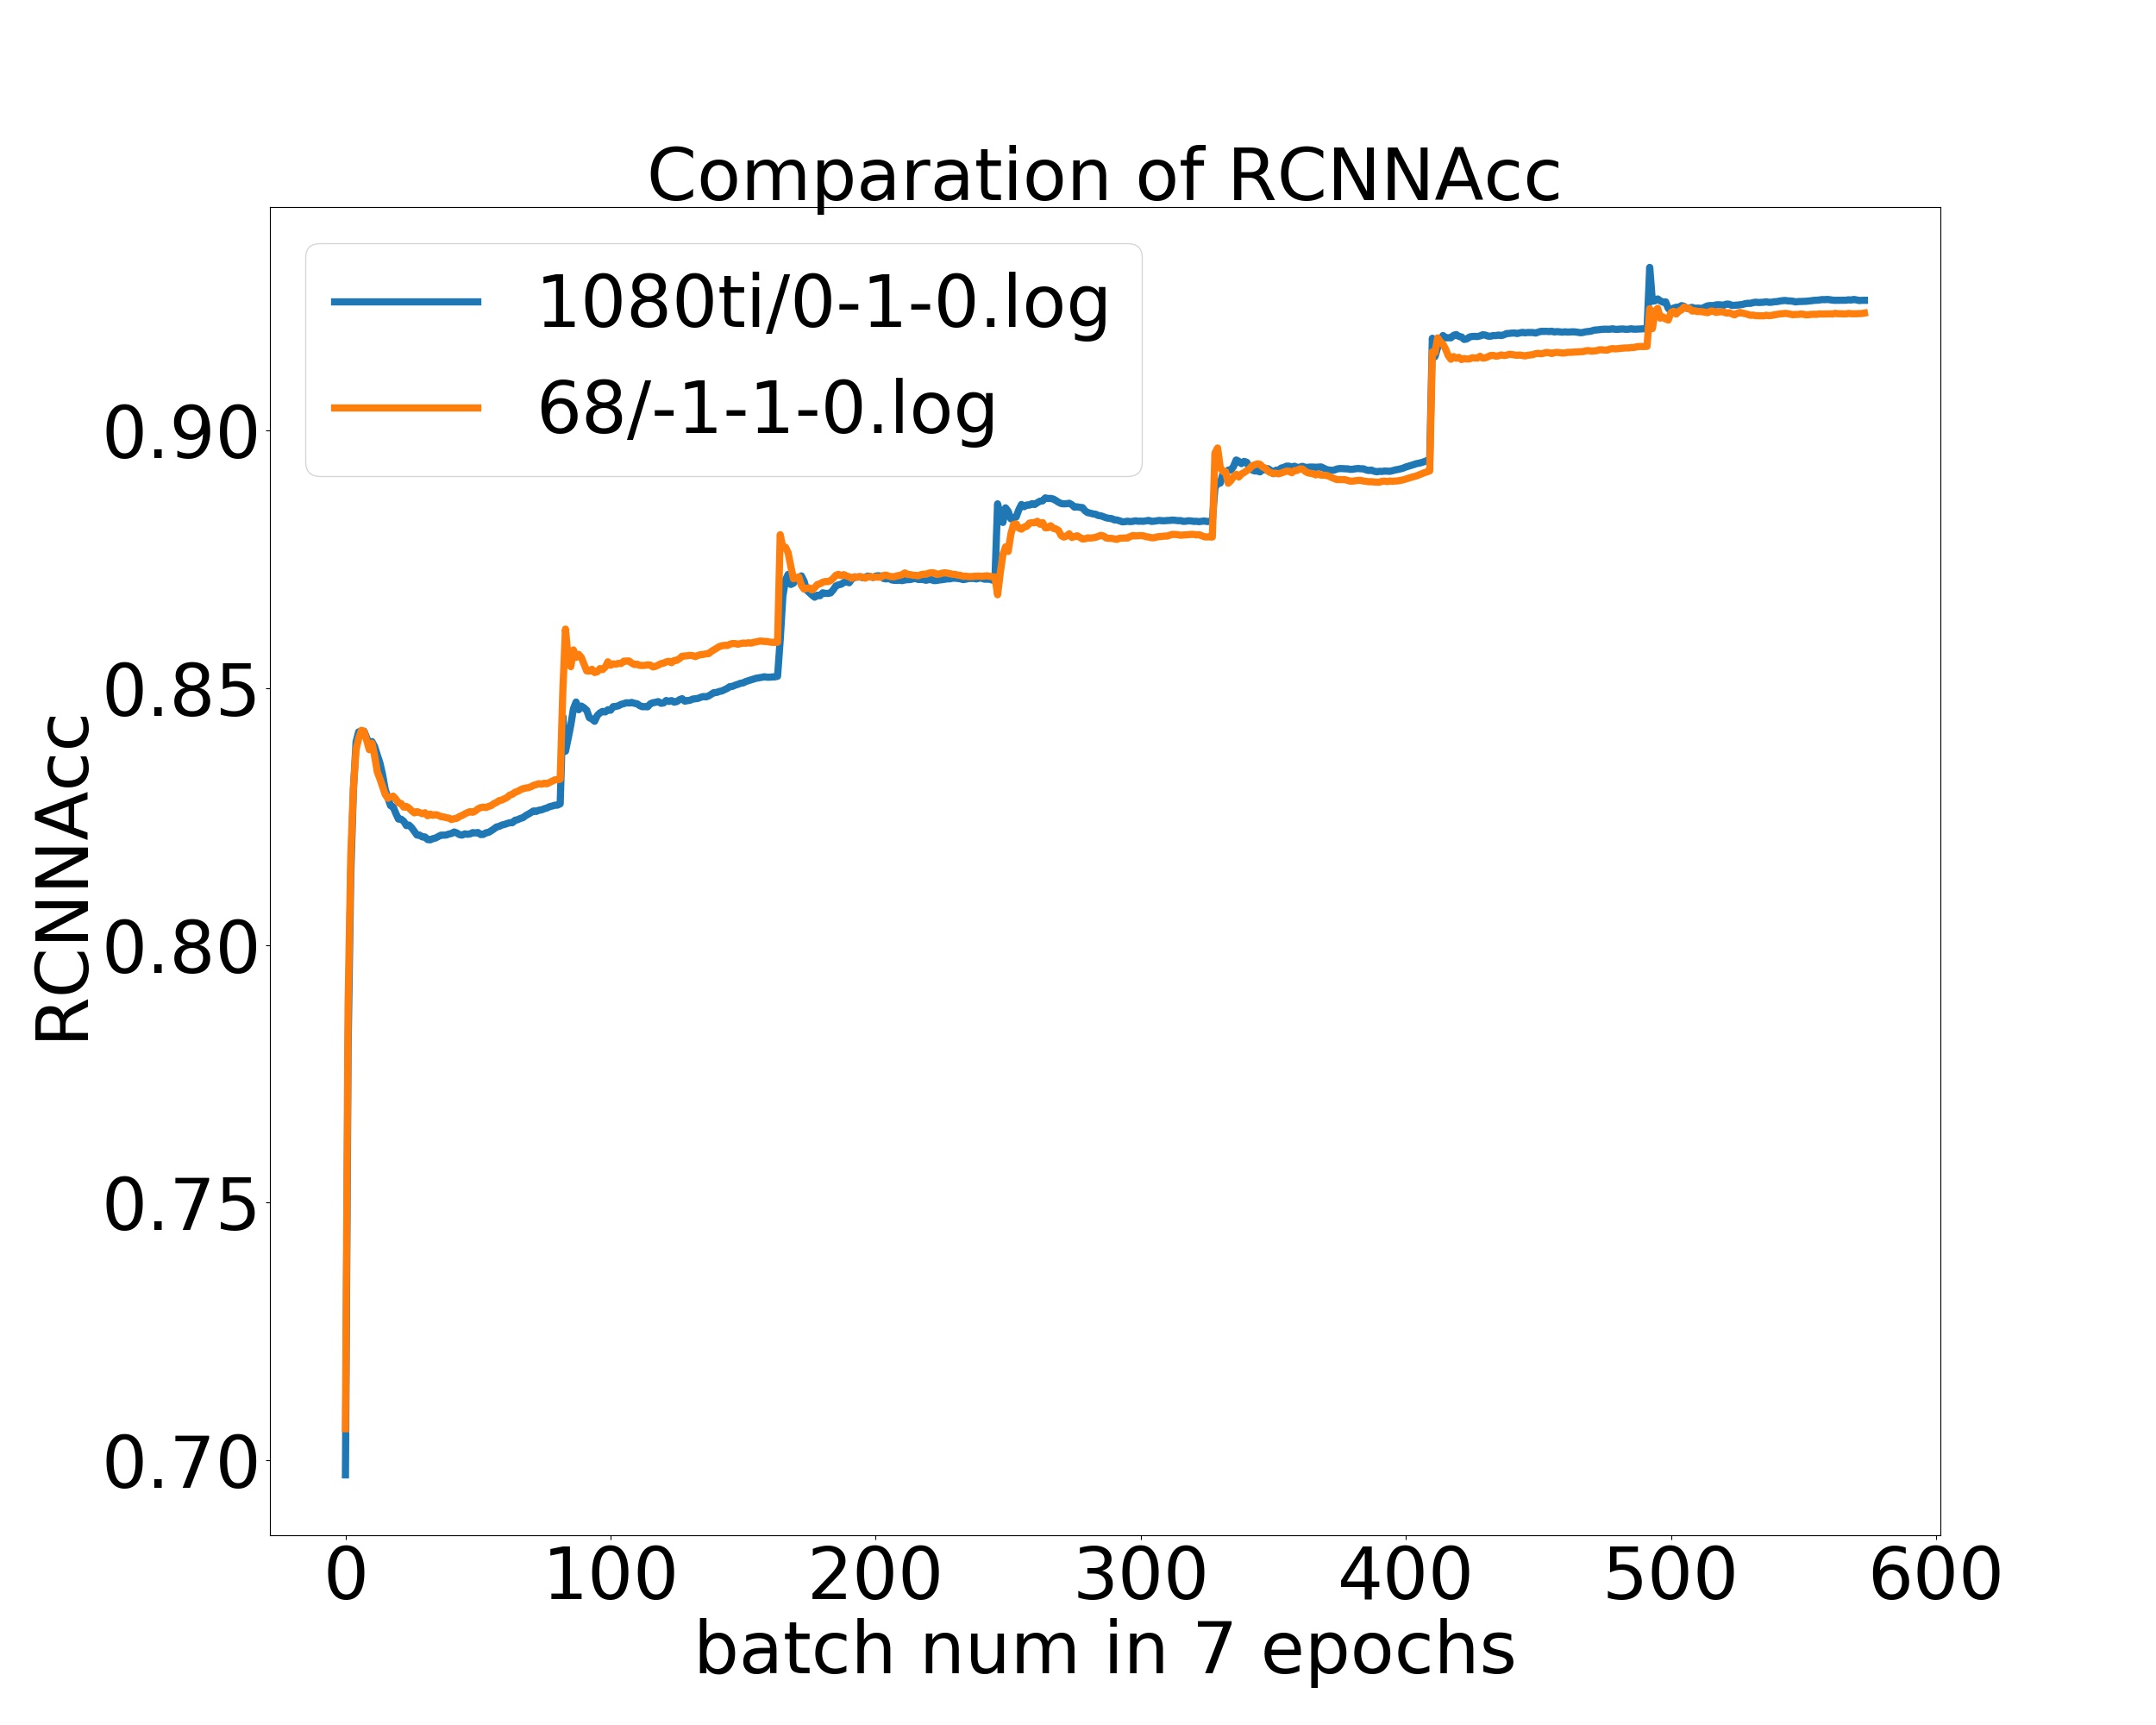 Comparation of RCNNAcc
1080ti/0-1-0.log
68/-1-1-0.log
RCNNAcc
0.90
0.85
0.80
0.75
0.70
0 100 200 300 400 500 600
batch num in 7 epochs